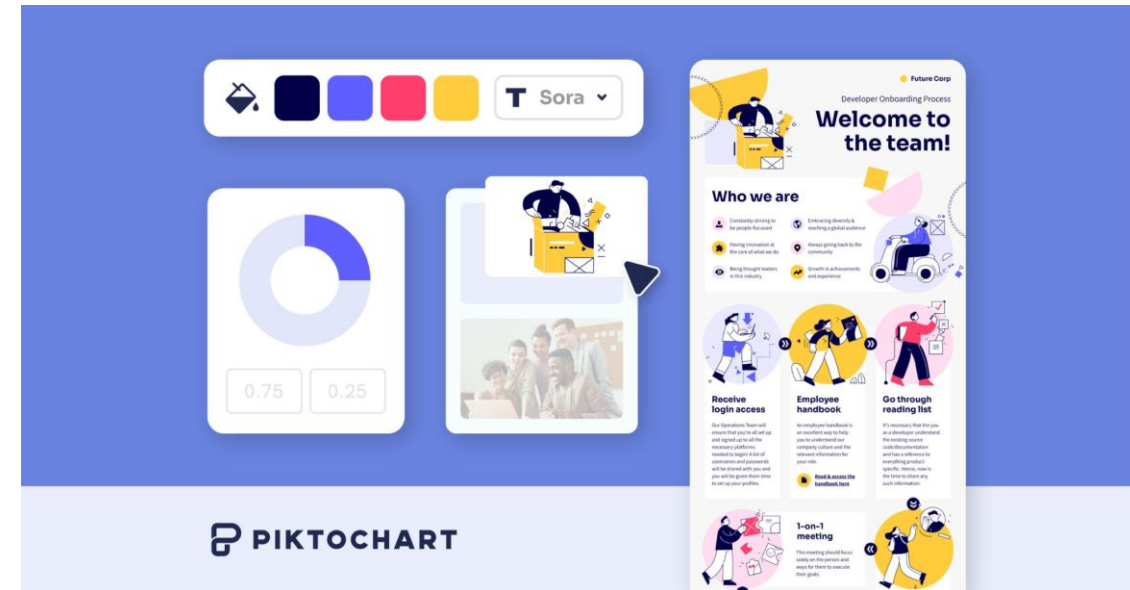 Sora
0.75
0.25
PIKTOCHART
Future Corp
Developer Onboarding Process
Welcome to
the team!
Who we are
Constantly striving to
be people focussed
Embracing diversity &
reaching a global audience
Having innovation at
the core of what we do
Always giving back to the
community
Being thought leaders
in this industry
Growth in achievements
and experience
Receive
login access
Our Operations Team will
ensure that you're all set up
and signed up to all the
necessary platforms
needed to begin! A list of
usernames and passwords
will be shared with you and
you will be given them time
to set up your profiles.
Employee
handbook
An employee handbook is
an excellent way to help
you to understand our
company culture and the
relevant information for
your role.
Read & access the
handbook here
Go through
reading list
It's necessary that the you
as a developer understand
the existing source
code/documentation
and has a reference to
everything product
specific. Hence, now is
the time to share any
such information
1-on-1
meeting
This meeting should focus
solely on the person and
ways for them to execute
their goals.